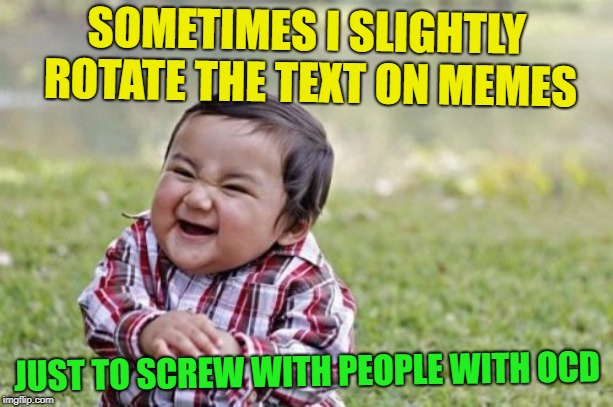 SOMETIMES I SLIGHTLY
ROTATE THE TEXT ON MEMES
JUST TO SCREW WITH PEOPLE WITH OCD
imgflip.com